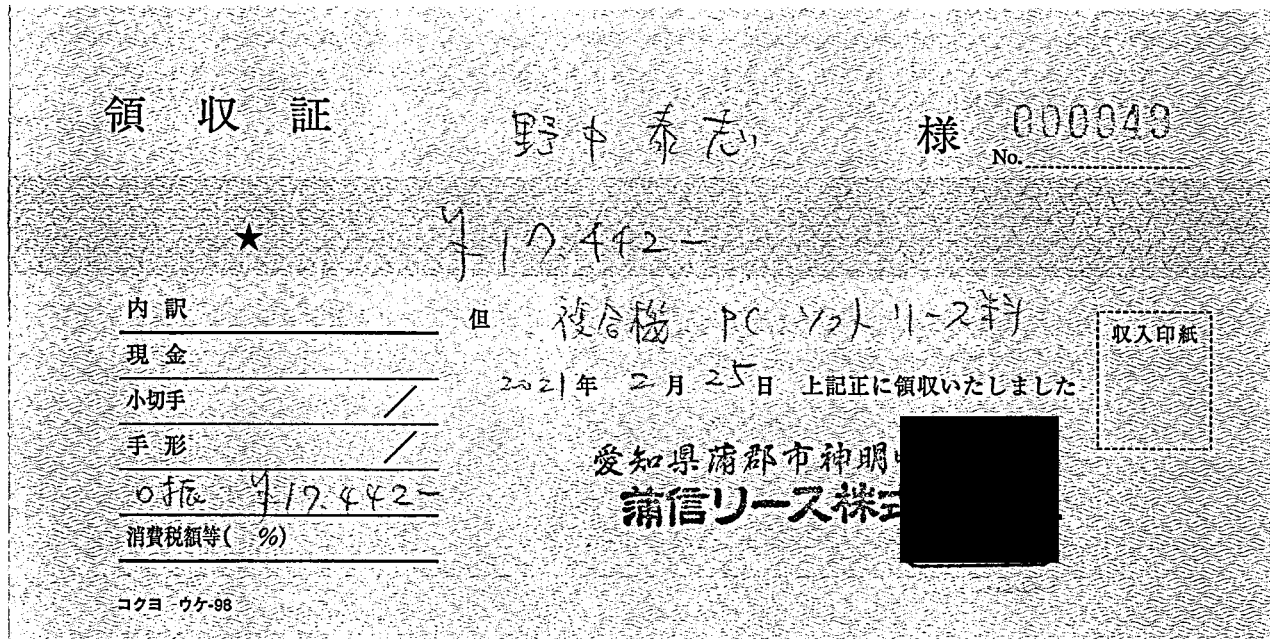 領収証 野中泰志 様 No. 000043
★ ¥17.442-
内訳
但 複合機 PC ソフト リース料
現金
2021年 2月 25日 上記正に領収いたしました
収入印紙
小切手 /
手形 /
口振 ¥17.442-
消費税額等( %)
愛知県蒲郡市神明
蒲信リース株式
コクヨ ウケ-98